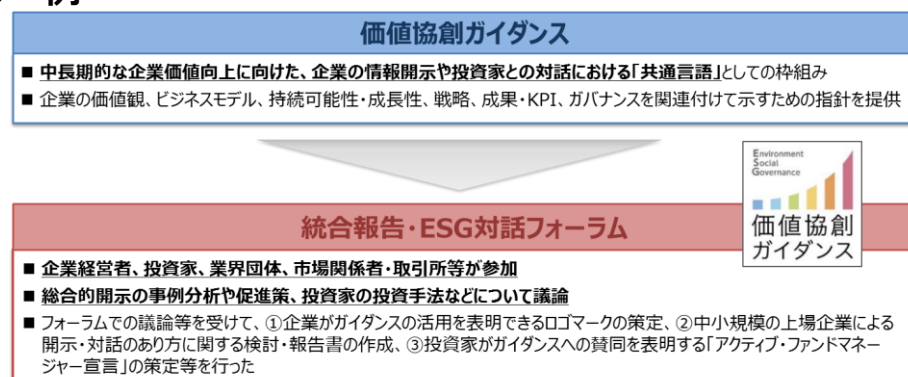 価値協創ガイダンス
■ 中長期的な企業価値向上に向けた、企業の情報開示や投資家との対話における「共通言語」としての枠組み
■ 企業の価値観、ビジネスモデル、持続可能性・成長性、戦略、成果・KPI、ガバナンスを関連付けて示すための指針を提供
Environment
Social
Governance
価値協創
ガイダンス
統合報告・ESG対話フォーラム
■ 企業経営者、投資家、業界団体、市場関係者・取引所等が参加
■ 総合的開示の事例分析や促進策、投資家の投資手法などについて議論
■ フォーラムでの議論等を受けて、①企業がガイダンスの活用を表明できるロゴマークの策定、②中小規模の上場企業による
開示・対話のあり方に関する検討・報告書の作成、③投資家がガイダンスへの賛同を表明する「アクティブ・ファンドマネー
ジャー宣言」の策定等を行った